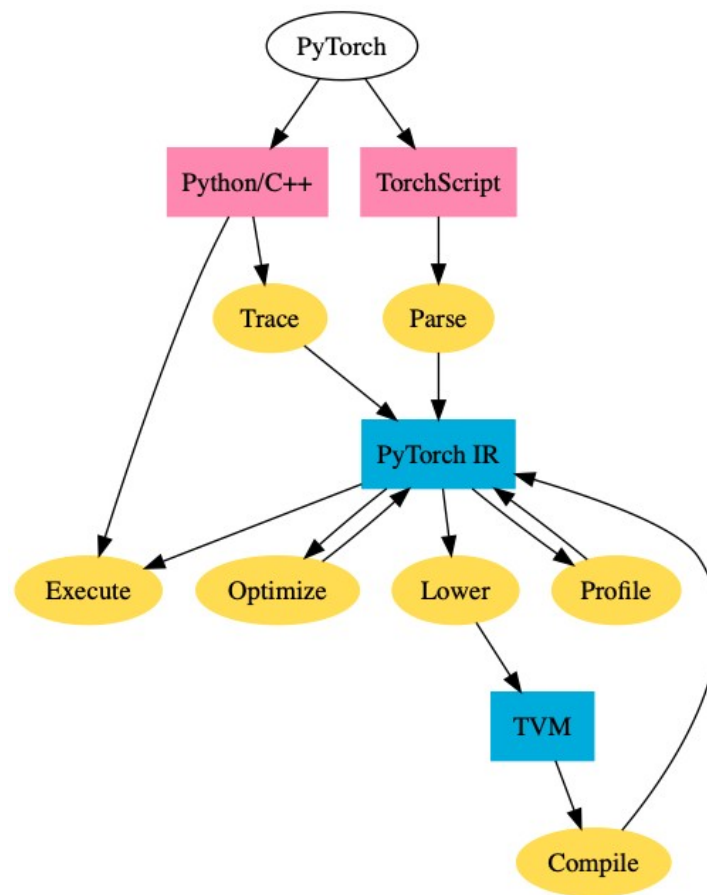 PyTorch
Python/C++
TorchScript
Trace
Parse
PyTorch IR
Execute
Optimize
Lower
Profile
TVM
Compile